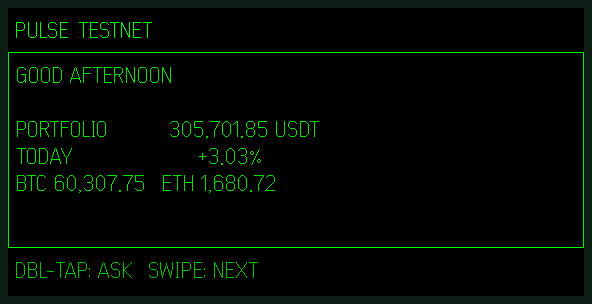 PULSE TESTNET
GOOD AFTERNOON
PORTFOLIO 305,701.85 USDT
TODAY +3.03%
BTC 60,307.75 ETH 1,680.72
DBL-TAP: ASK SWIPE: NEXT